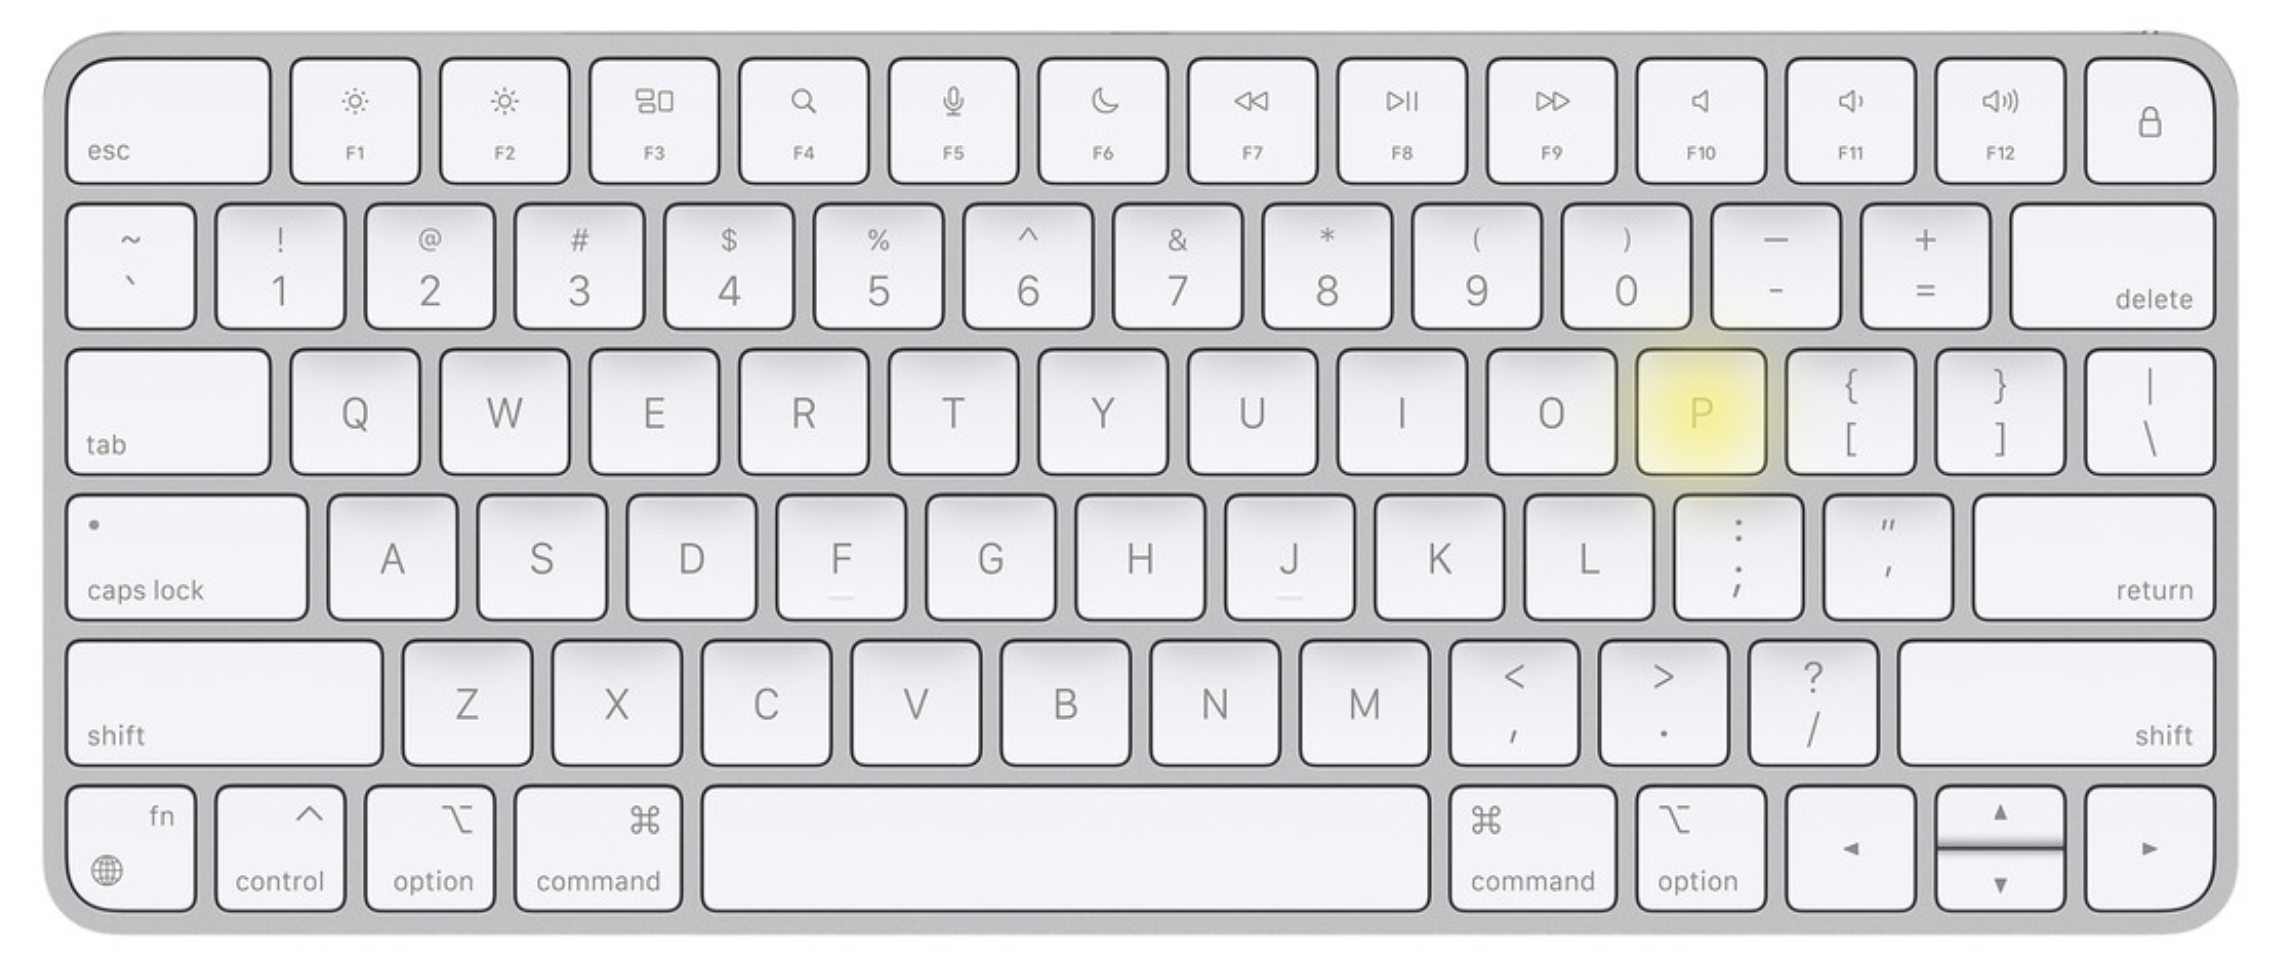 esc F1 F2 F3 F4 F5 F6 F7 F8 F9 F10 F11 F12
~ ! @ # $ % ^ & * ( ) — +
` 1 2 3 4 5 6 7 8 9 0 - = delete
tab Q W E R T Y U I O P { [ } ] | \
caps lock A S D F G H J K L : ; " ' return
shift Z X C V B N M < , > . ? / shift
fn ^ ⌥ ⌘ ⌘ ⌥ ▲
control option command command option ◀ ▼ ▶